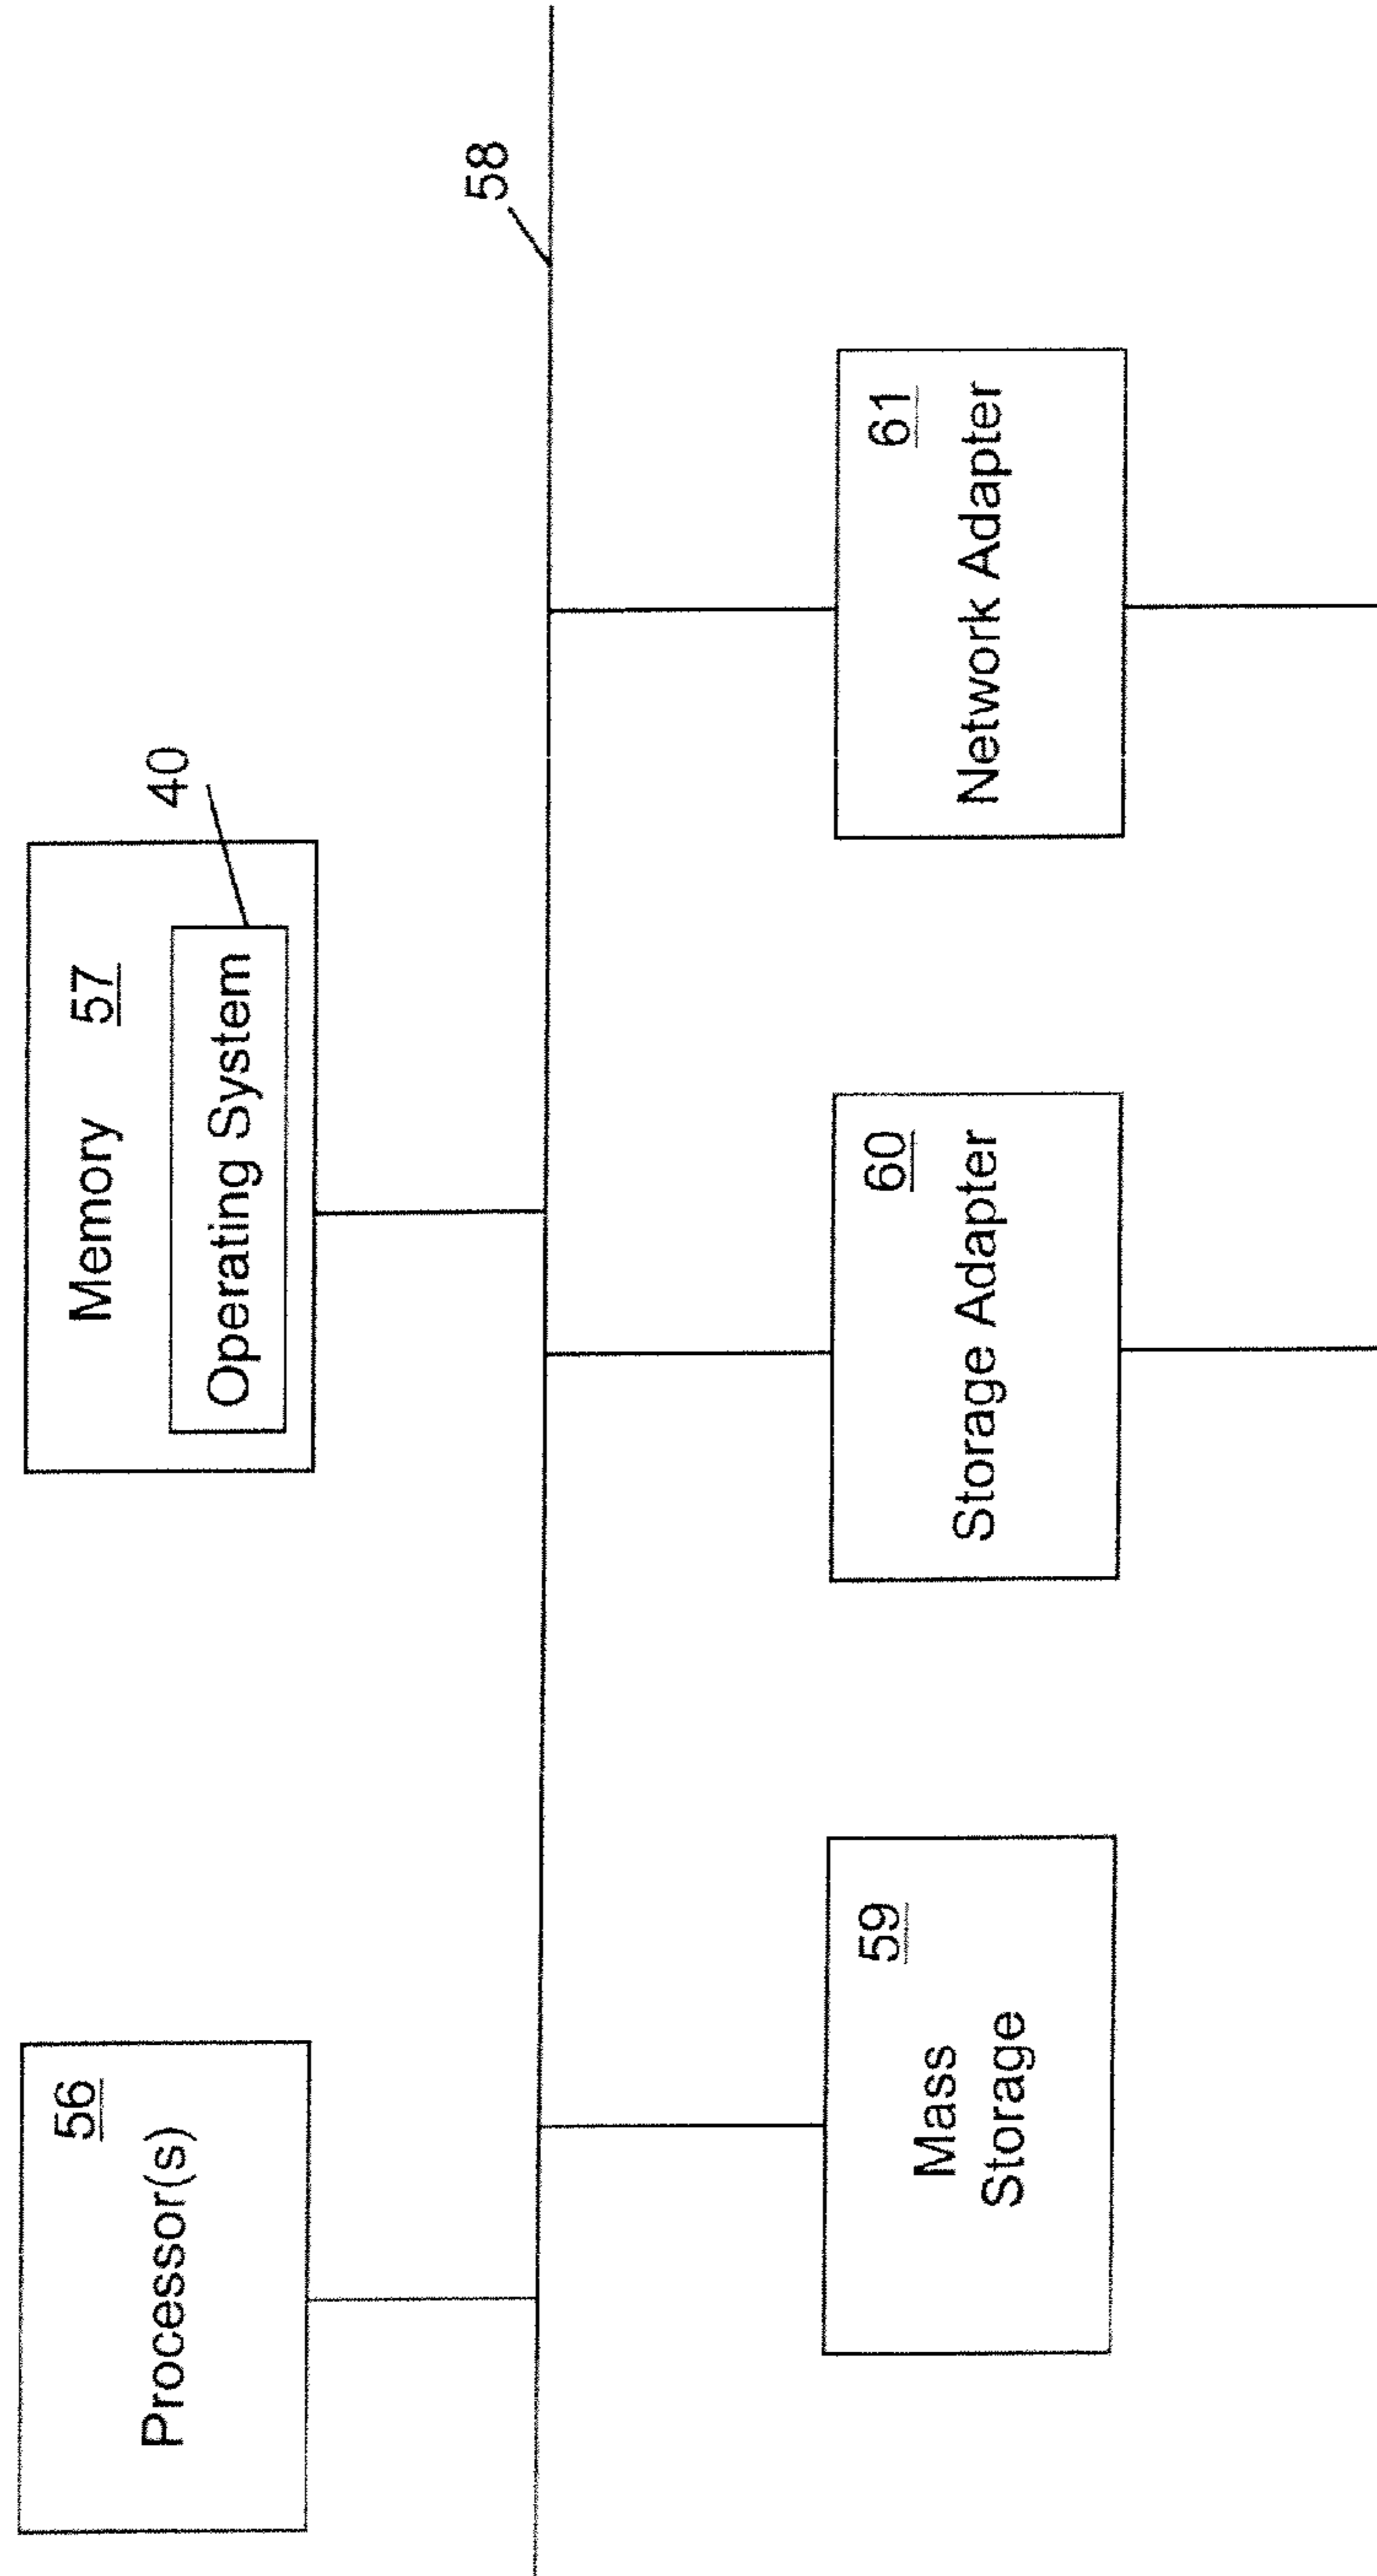 56
Processor(s)
Memory 57
Operating System
40
58
59
Mass
Storage
60
Storage Adapter
61
Network Adapter